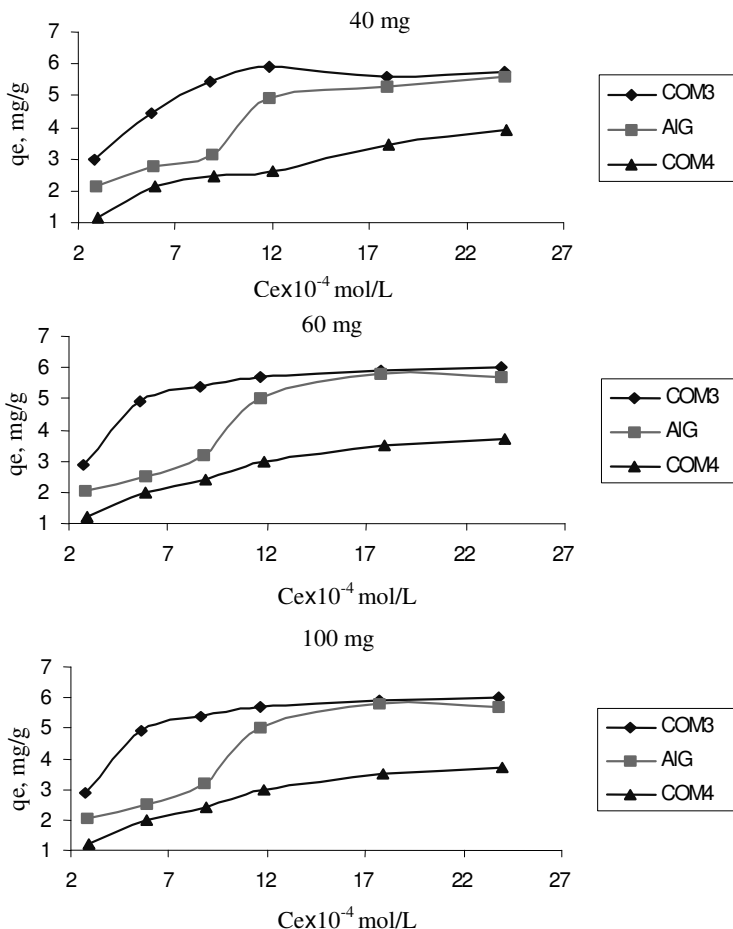 40 mg
7
6
5
4
3
2
1
qe, mg/g
2 7 12 17 22 27
Cex10⁻⁴ mol/L
COM3
AIG
COM4
60 mg
7
6
5
4
3
2
1
qe, mg/g
2 7 12 17 22 27
Cex10⁻⁴ mol/L
COM3
AIG
COM4
100 mg
7
6
5
4
3
2
1
qe, mg/g
2 7 12 17 22 27
Cex10⁻⁴ mol/L
COM3
AIG
COM4